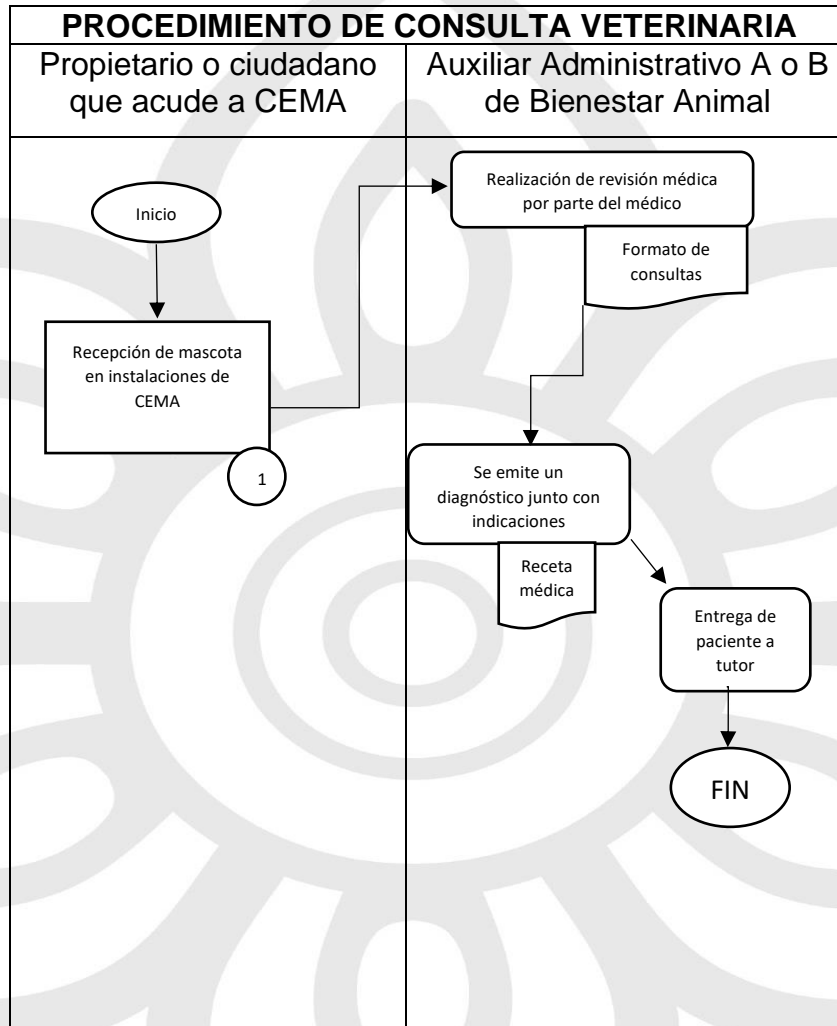 PROCEDIMIENTO DE CONSULTA VETERINARIA
Propietario o ciudadano
que acude a CEMA
Auxiliar Administrativo A o B
de Bienestar Animal
Inicio
Recepción de mascota
en instalaciones de
CEMA
1
Realización de revisión médica
por parte del médico
Formato de
consultas
Se emite un
diagnóstico junto con
indicaciones
Receta
médica
Entrega de
paciente a
tutor
FIN